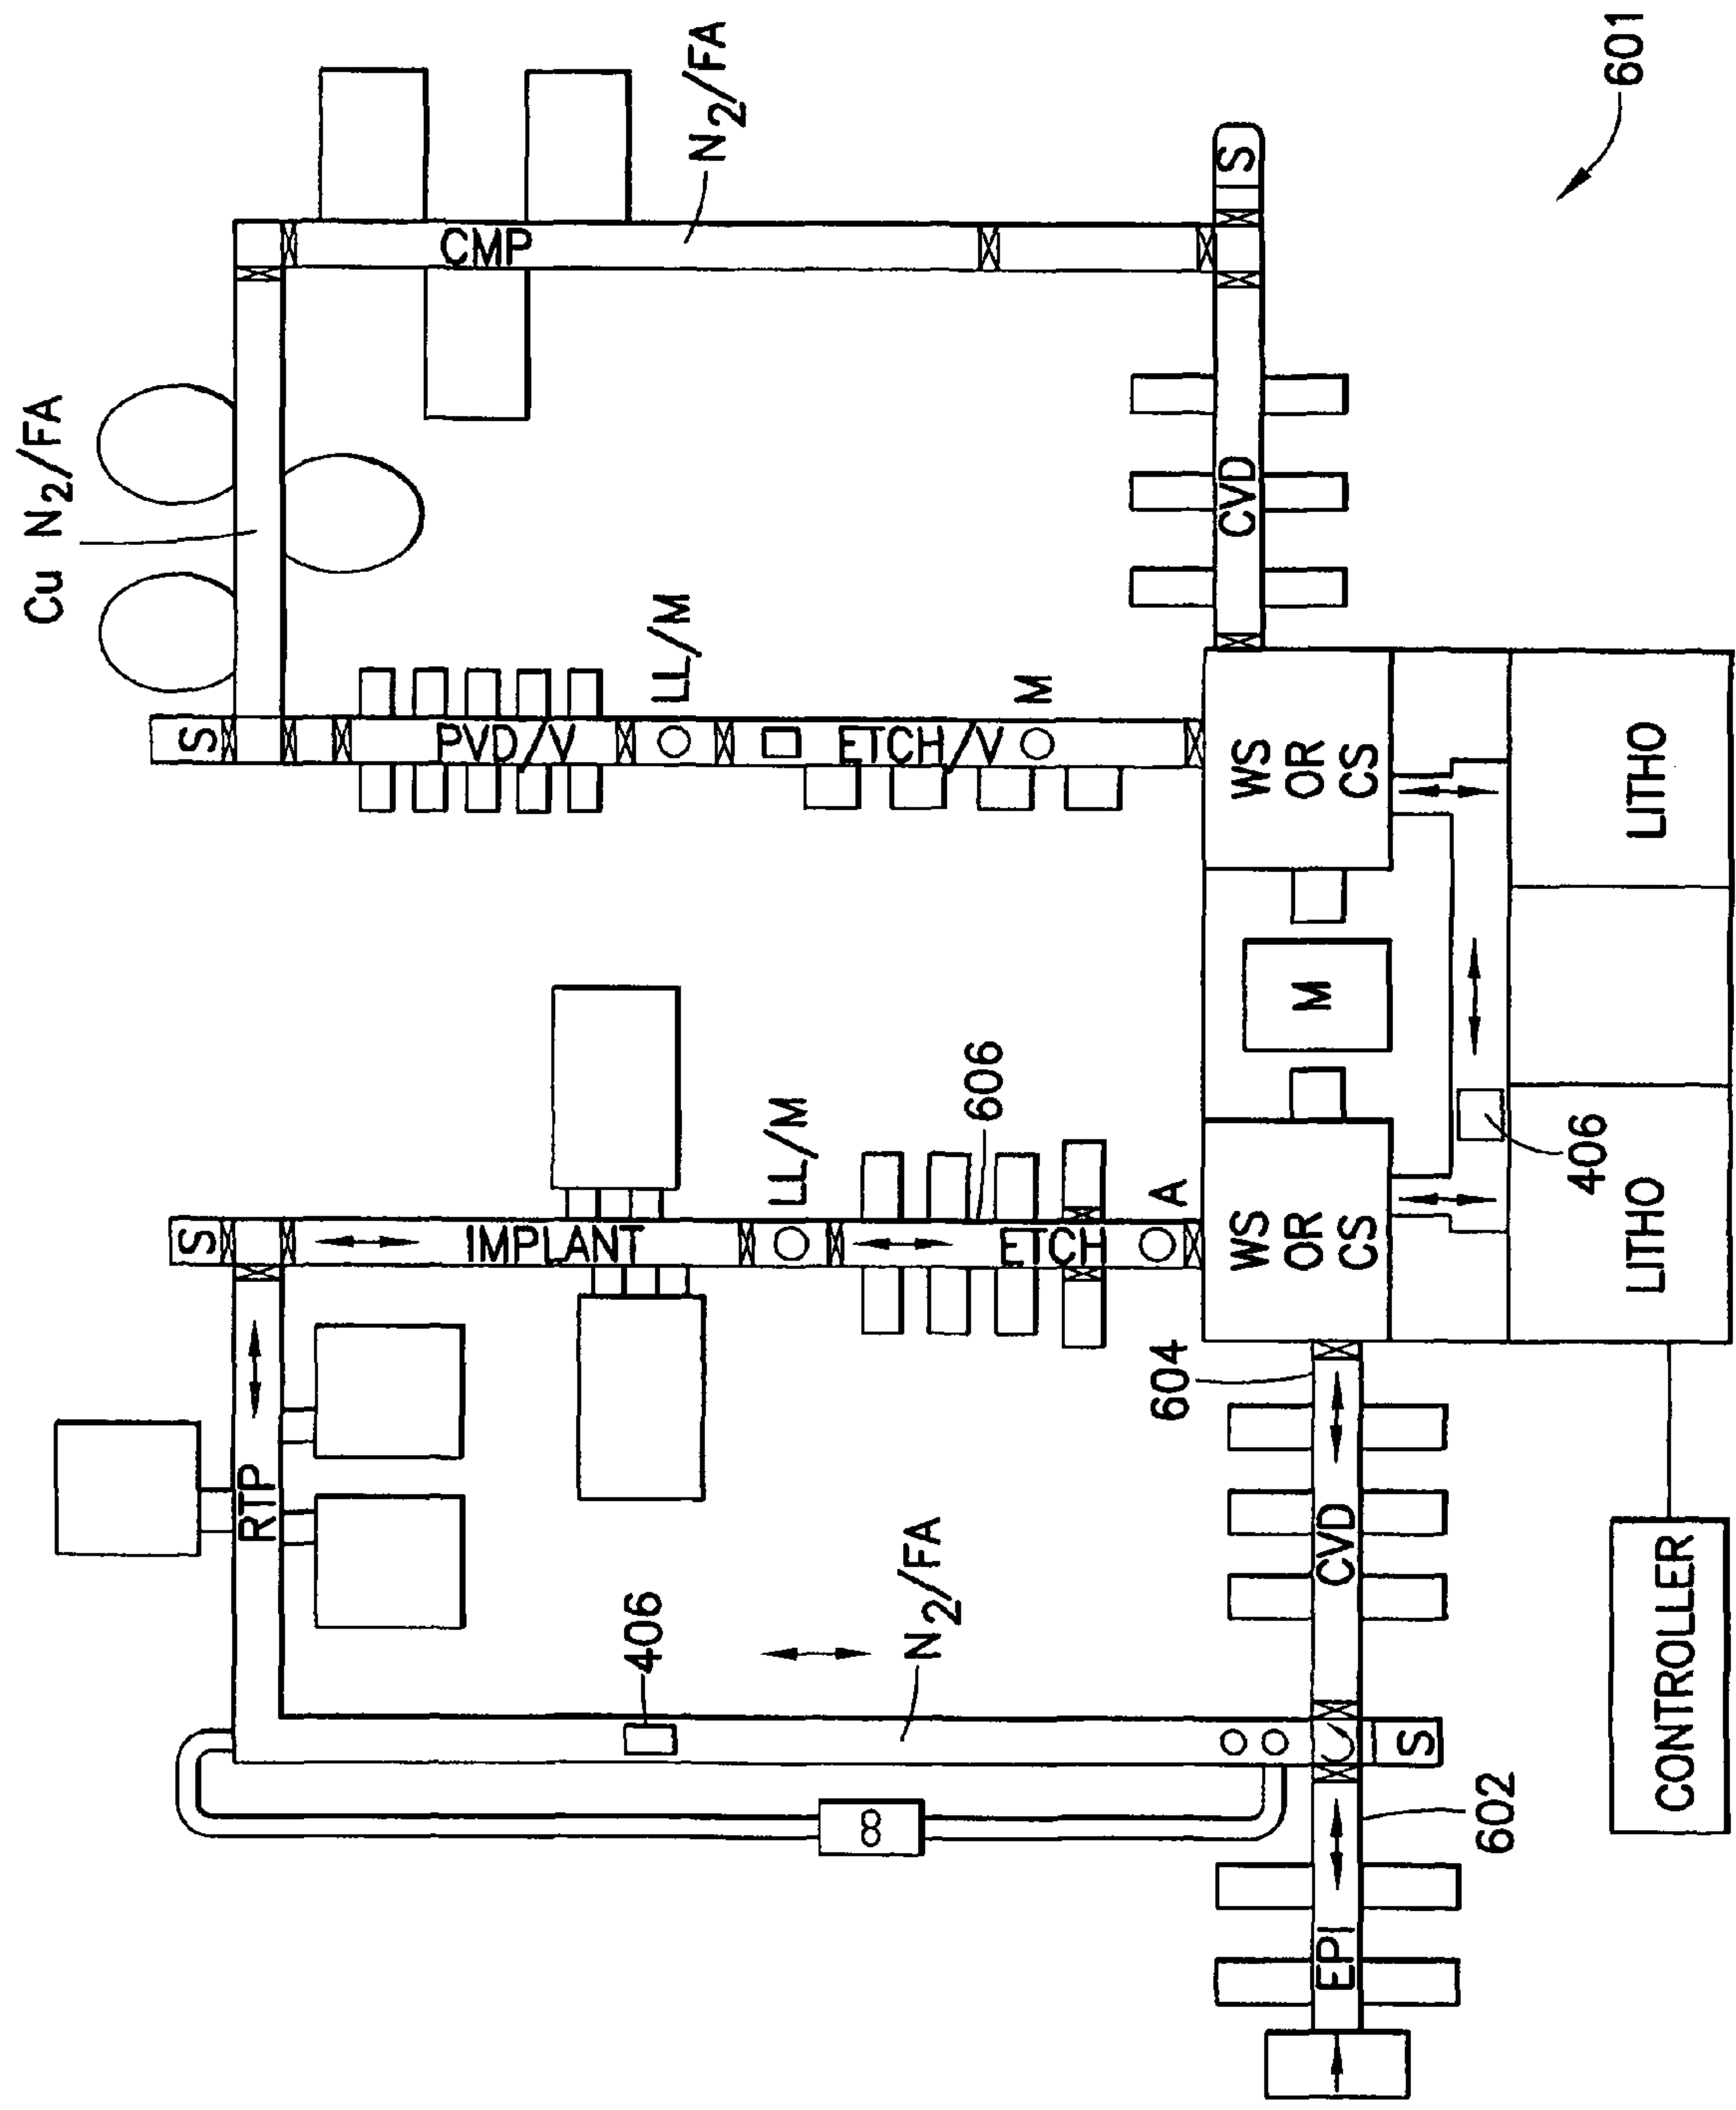 Cu N2/FA
S
S
RTP
CMP
PVD/V
IMPLANT
406
LL/M
N2/FA
LL/M
8
ETCH/V
N2/FA
606
M
ETCH
A
604
CVD
S
WS
OR
CS
WS
OR
CS
M
EPI
CVD
S
602
406
601
LITHO
LITHO
CONTROLLER